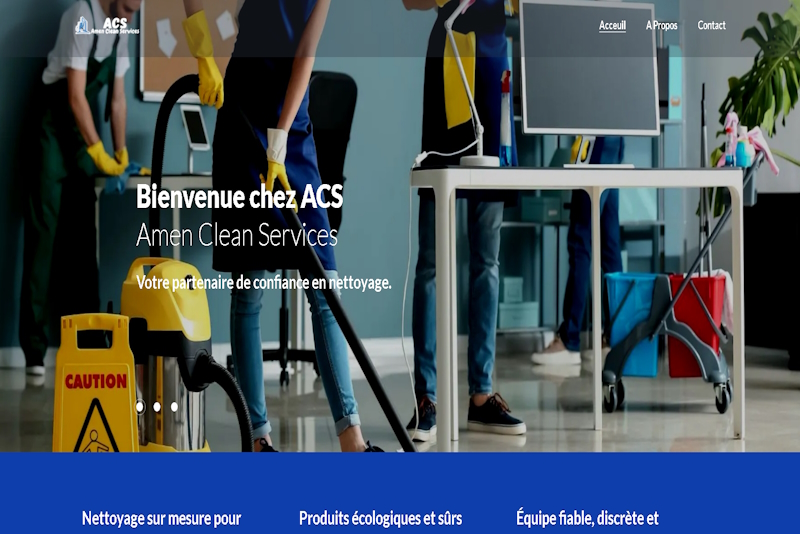 ACS
Amen Clean Services
Acceuil
A Propos
Contact
Bienvenue chez ACS
Amen Clean Services
Votre partenaire de confiance en nettoyage.
CAUTION
Nettoyage sur mesure pour
Produits écologiques et sûrs
Équipe fiable, discrète et